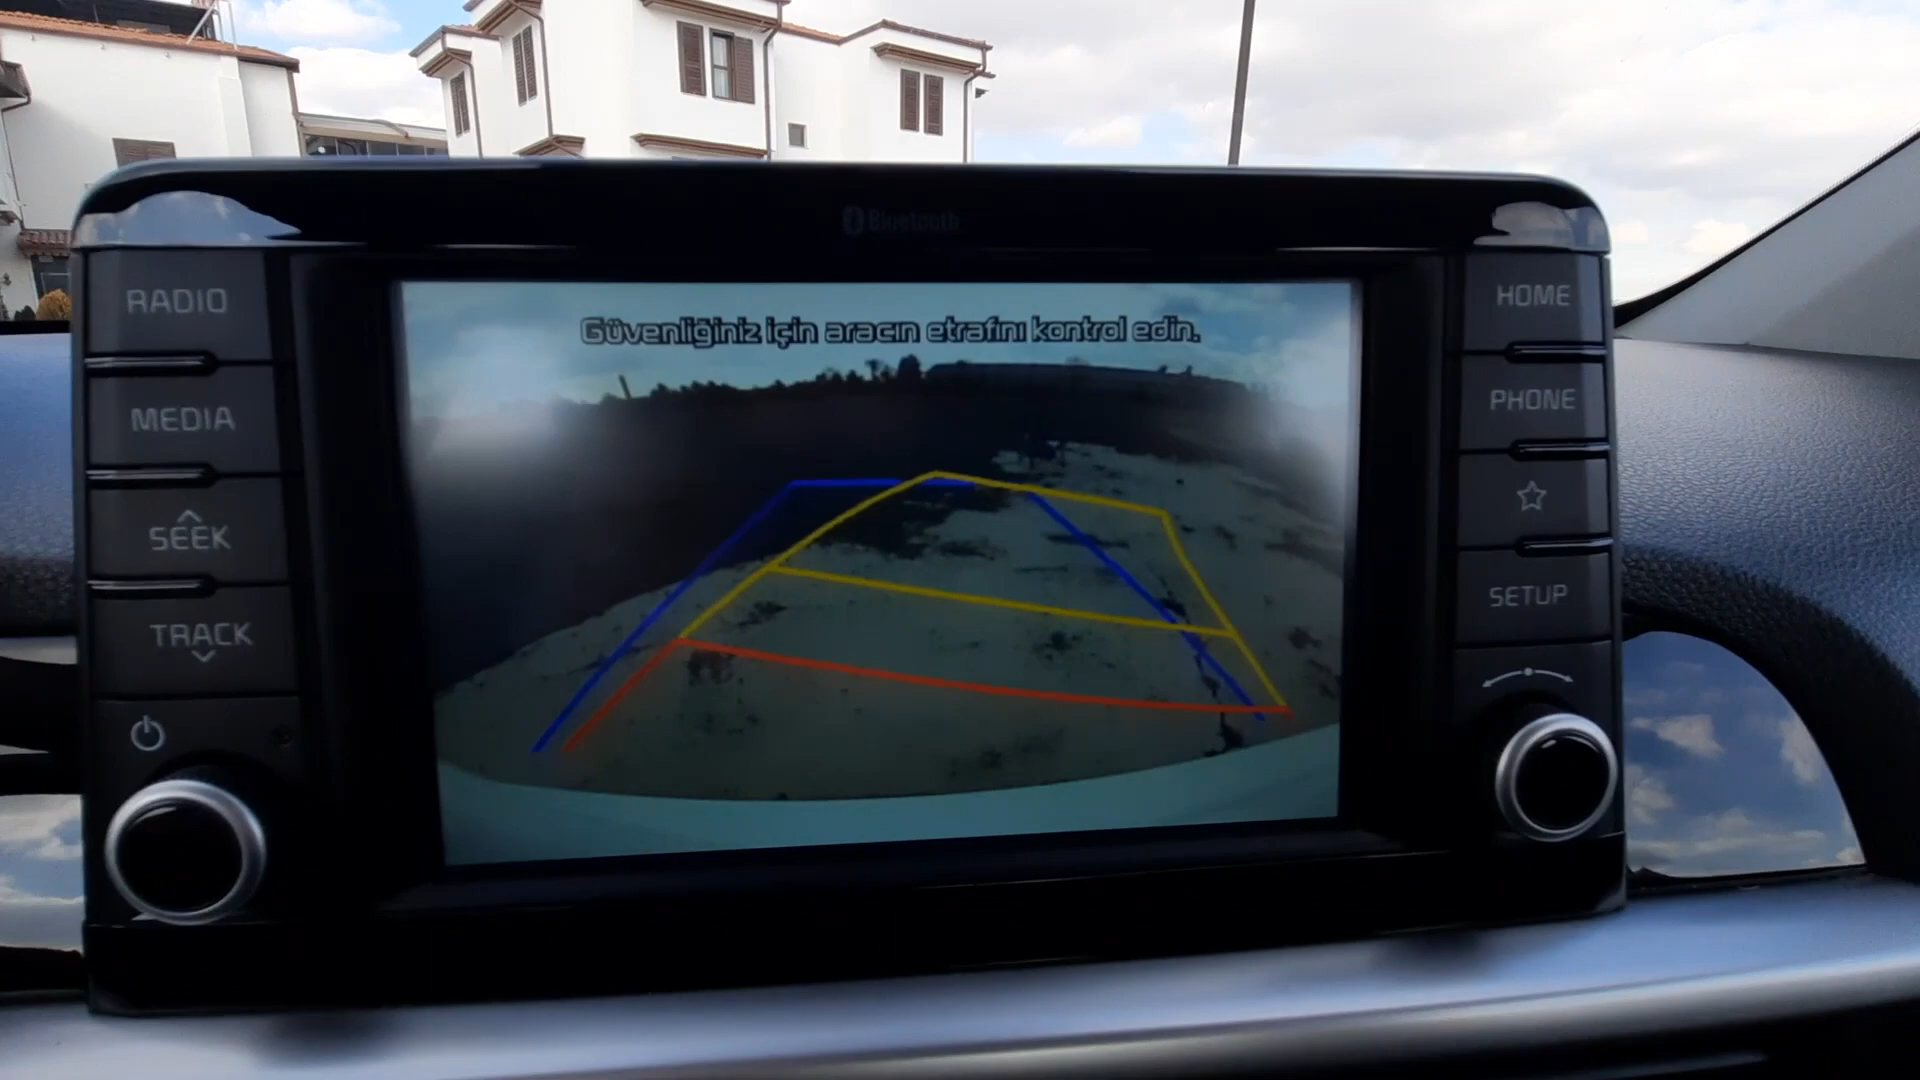 Bluetooth
RADIO
MEDIA
SEEK
TRACK
Güvenliğiniz için aracın etrafını kontrol edin.
HOME
PHONE
SETUP